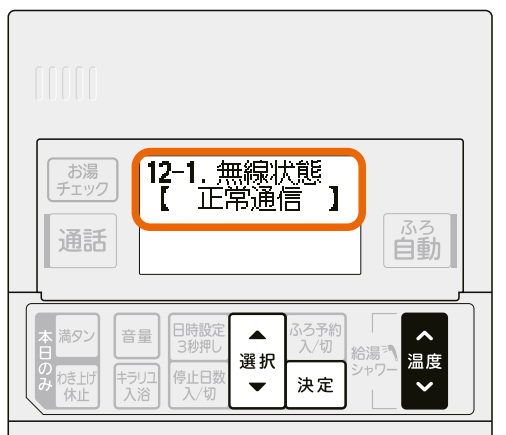 お湯
チェック
12-1. 無線状態
【 正常通信 】
通話
ふろ
自動
本日のみ
満タン
わき上げ
休止
音量
キラリユ
入浴
日時設定
3秒押し
停止日数
入/切
選択
ふろ予約
入/切
決定
給湯
シャワー
温度